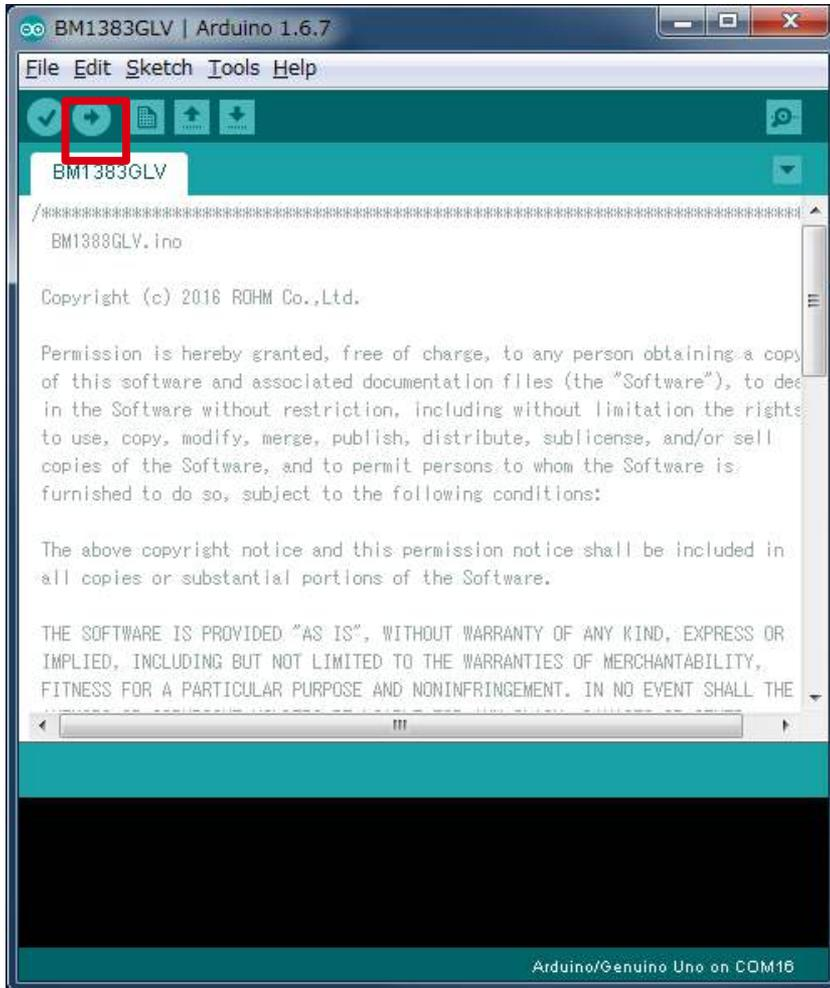 BM1383GLV | Arduino 1.6.7
File Edit Sketch Tools Help
BM1383GLV
/******************************************************************************
BM1383GLV.ino
Copyright (c) 2016 ROHM Co.,Ltd.
Permission is hereby granted, free of charge, to any person obtaining a copy
of this software and associated documentation files (the "Software"), to dea
in the Software without restriction, including without limitation the rights
to use, copy, modify, merge, publish, distribute, sublicense, and/or sell
copies of the Software, and to permit persons to whom the Software is
furnished to do so, subject to the following conditions:
The above copyright notice and this permission notice shall be included in
all copies or substantial portions of the Software.
THE SOFTWARE IS PROVIDED "AS IS", WITHOUT WARRANTY OF ANY KIND, EXPRESS OR
IMPLIED, INCLUDING BUT NOT LIMITED TO THE WARRANTIES OF MERCHANTABILITY,
FITNESS FOR A PARTICULAR PURPOSE AND NONINFRINGEMENT. IN NO EVENT SHALL THE
Arduino/Genuino Uno on COM16